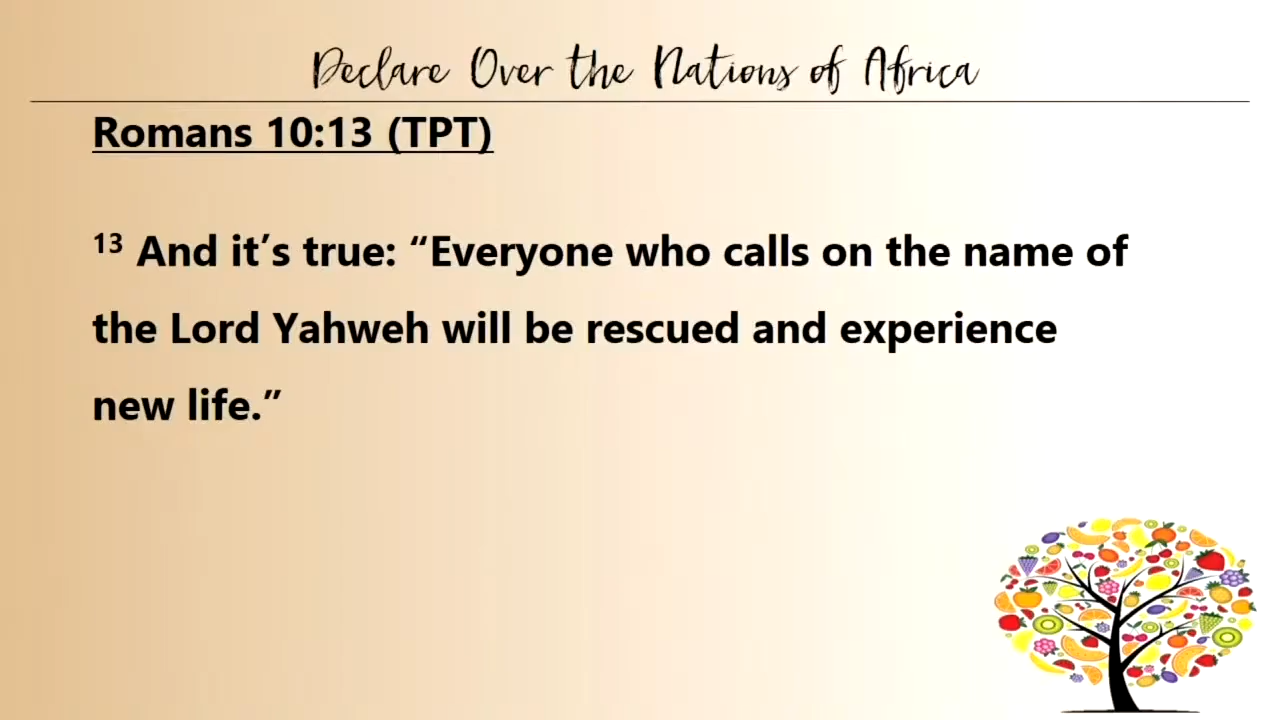 Declare Over the Nations of Africa
Romans 10:13 (TPT)
13 And it’s true: “Everyone who calls on the name of
the Lord Yahweh will be rescued and experience
new life.”